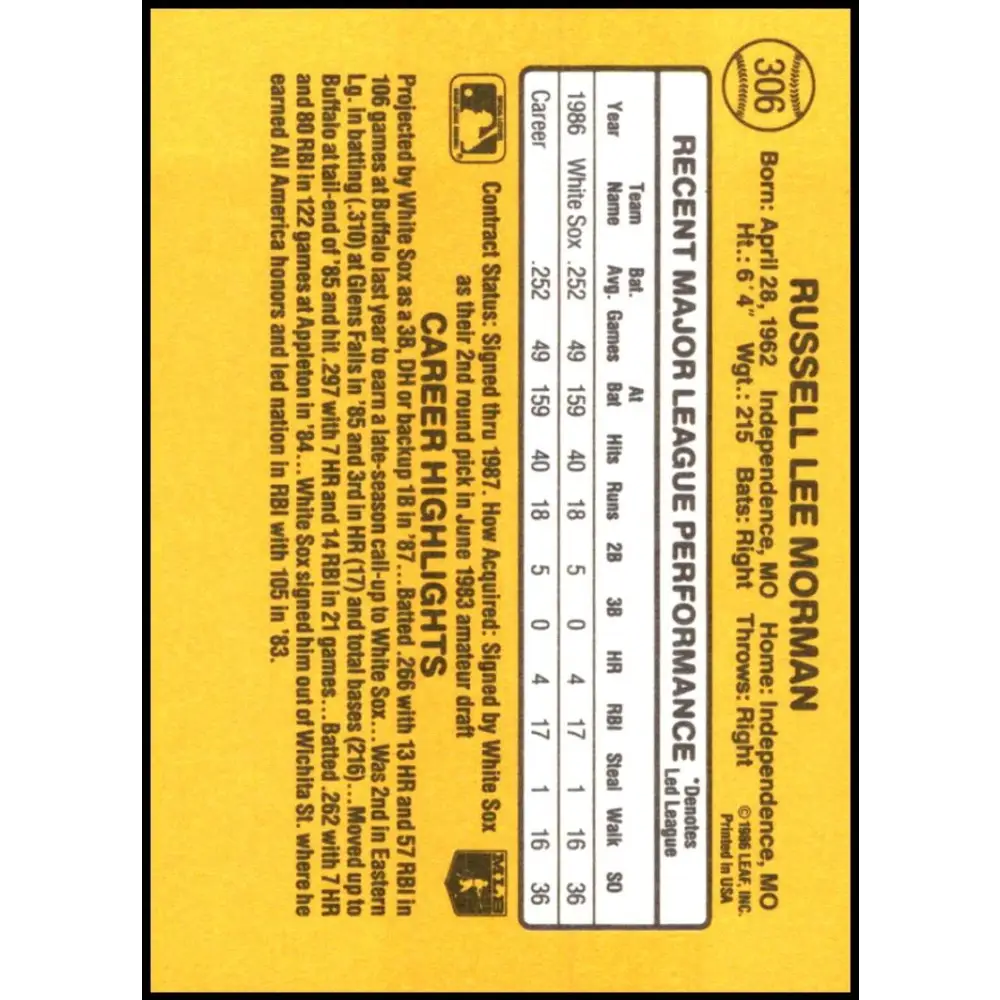 306
RUSSELL LEE MORMAN
Born: April 28, 1962 Independence, MO Home: Independence, MO
Ht.: 6' 4" Wgt.: 215 Bats: Right Throws: Right
© 1986 LEAF, INC.
Printed in USA
RECENT MAJOR LEAGUE PERFORMANCE *Denotes Led League
Year Team Name Bat. Avg. Games At Bat Hits Runs 2B 3B HR RBI Steal Walk SO
1986 White Sox .252 49 159 40 18 5 0 4 17 1 16 36
Career .252 49 159 40 18 5 0 4 17 1 16 36
Contract Status: Signed thru 1987. How Acquired: Signed by White Sox
as their 2nd round pick in June 1983 amateur draft
MLB
CAREER HIGHLIGHTS
Projected by White Sox as a 3B, DH or backup 1B in '87...Batted .266 with 13 HR and 57 RBI in
106 games at Buffalo last year to earn a late-season call-up to White Sox...Was 2nd in Eastern
Lg. in batting (.310) at Glens Falls in '85 and 3rd in HR (17) and total bases (216)...Moved up to
Buffalo at tail-end of '85 and hit .297 with 7 HR and 14 RBI in 21 games...Batted .262 with 7 HR
and 80 RBI in 122 games at Appleton in '84...White Sox signed him out of Wichita St. where he
earned All America honors and led nation in RBI with 105 in '83.